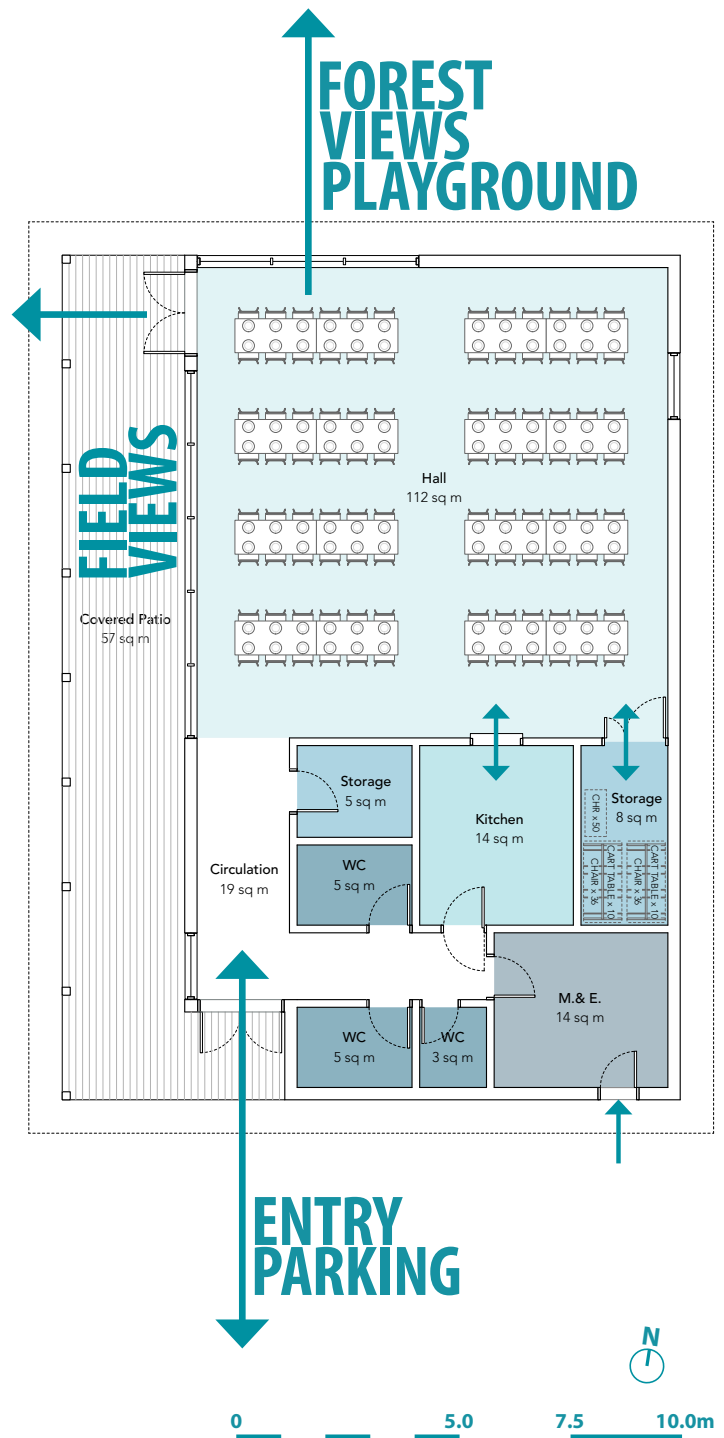 FOREST
VIEWS
PLAYGROUND
FIELD
VIEWS
Hall
112 sq m
Covered Patio
57 sq m
Storage
5 sq m
Kitchen
14 sq m
Storage
8 sq m
CHR x 50
CHAIR x 36
CART TABLE x 10
CHAIR x 36
CART TABLE x 10
WC
5 sq m
Circulation
19 sq m
M.& E.
14 sq m
WC
5 sq m
WC
3 sq m
ENTRY
PARKING
N
0 5.0 7.5 10.0m